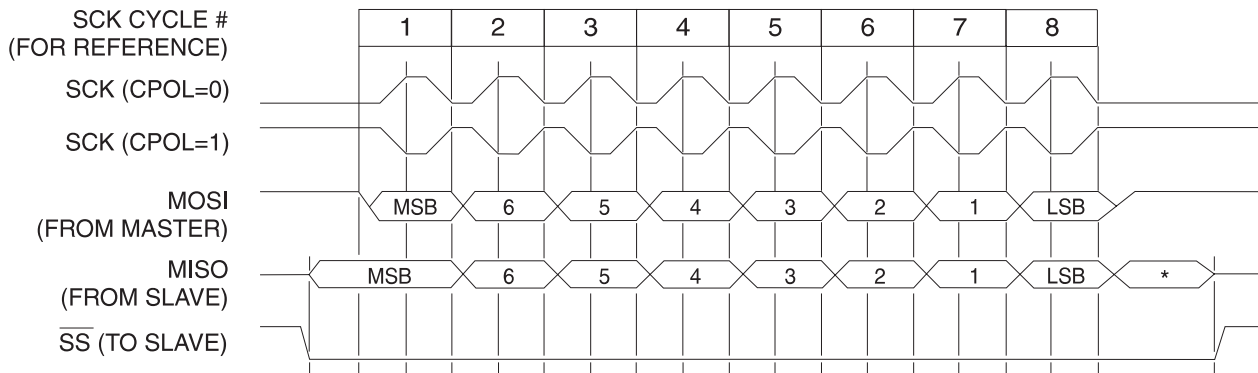 SCK CYCLE #
(FOR REFERENCE)
1 2 3 4 5 6 7 8
SCK (CPOL=0)
SCK (CPOL=1)
MOSI
(FROM MASTER)
MSB 6 5 4 3 2 1 LSB
MISO
(FROM SLAVE)
MSB 6 5 4 3 2 1 LSB *
S̅S̅ (TO SLAVE)